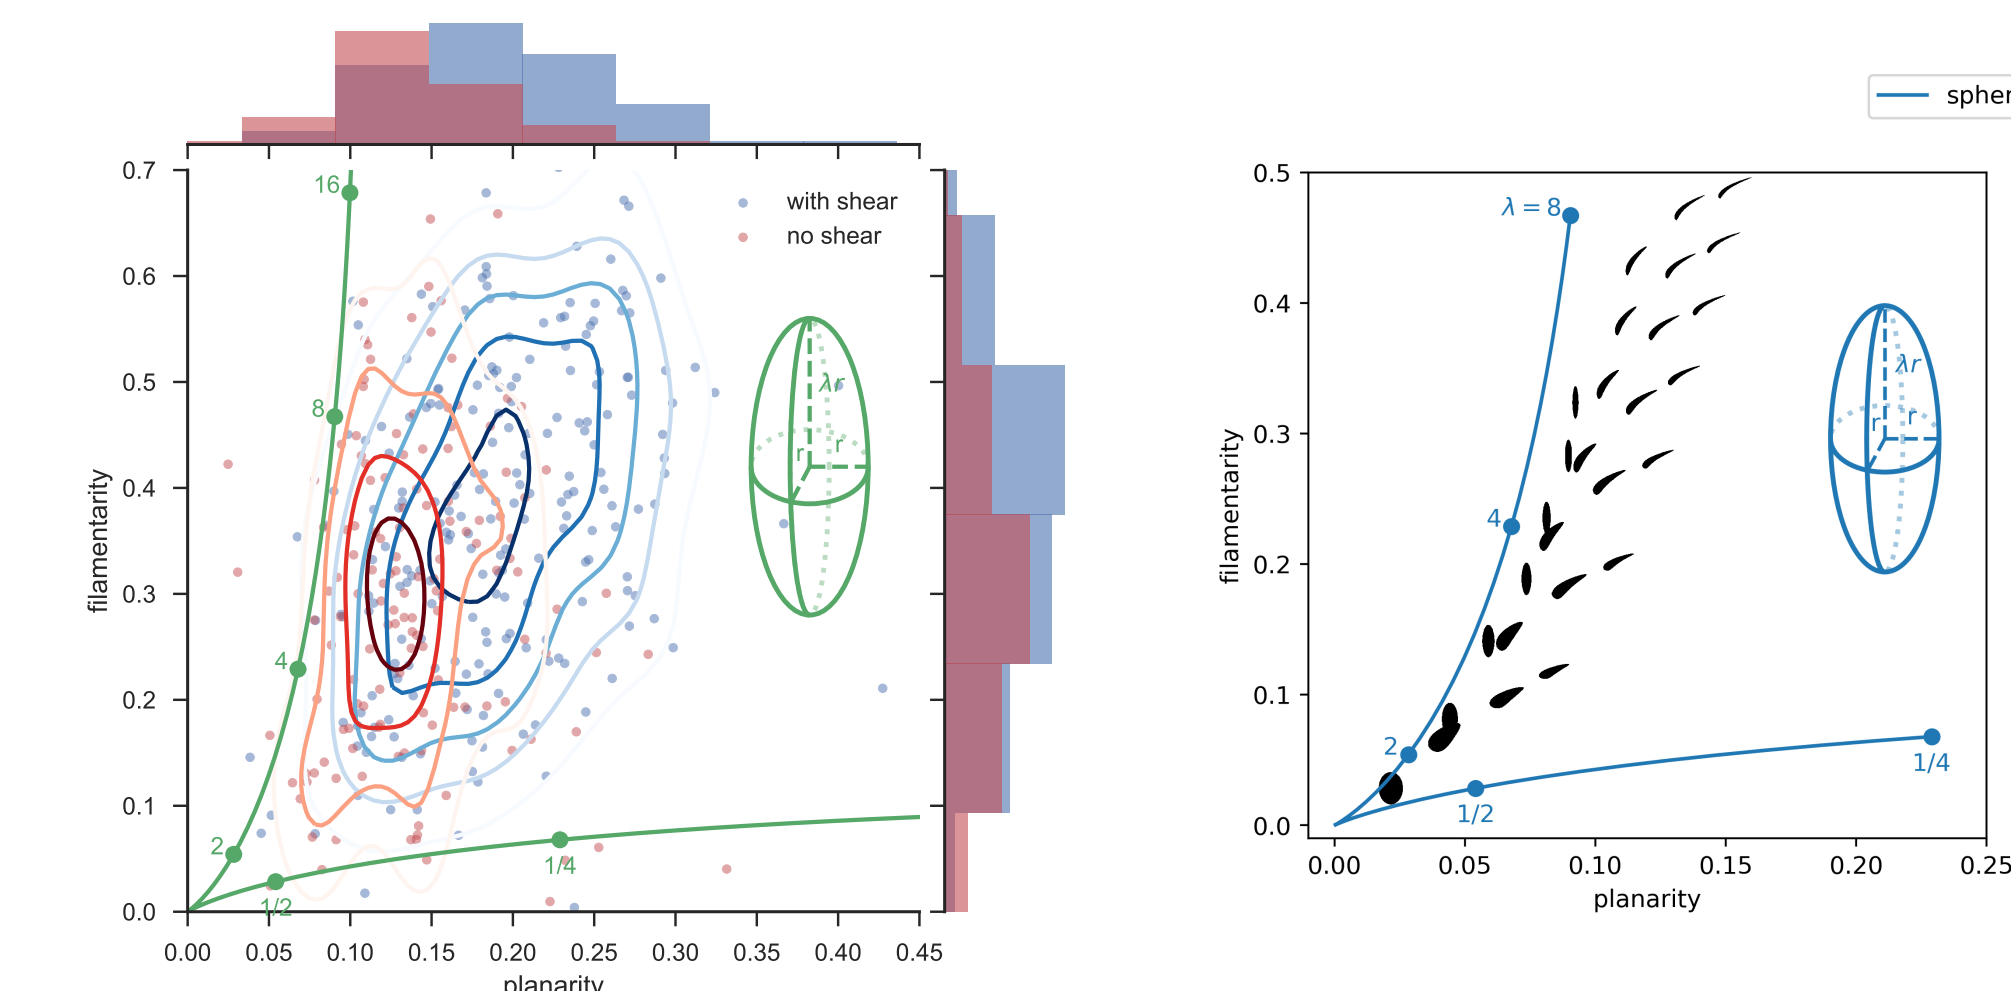 with shear
no shear
0.7
0.6
0.5
0.4
0.3
0.2
0.1
0.0
filamentarity
16
8
4
2
1/2
1/4
λr
r
r
0.00
0.05
0.10
0.15
0.20
0.25
0.30
0.35
0.40
0.45
planarity
spher
0.5
0.4
0.3
0.2
0.1
0.0
filamentarity
λ = 8
4
2
1/2
1/4
λr
r
r
0.00
0.05
0.10
0.15
0.20
0.25
planarity